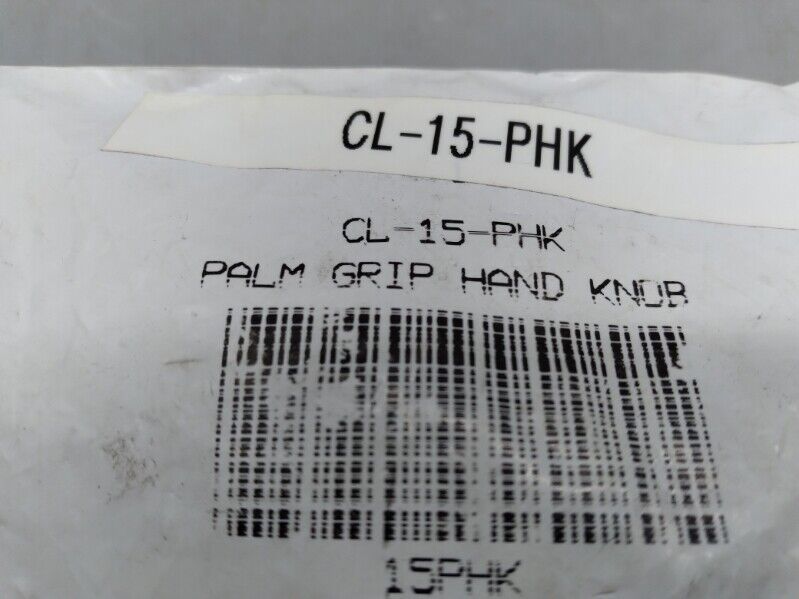 CL-15-PHK
CL-15-PHK
PALM GRIP HAND KNOB
15PHK